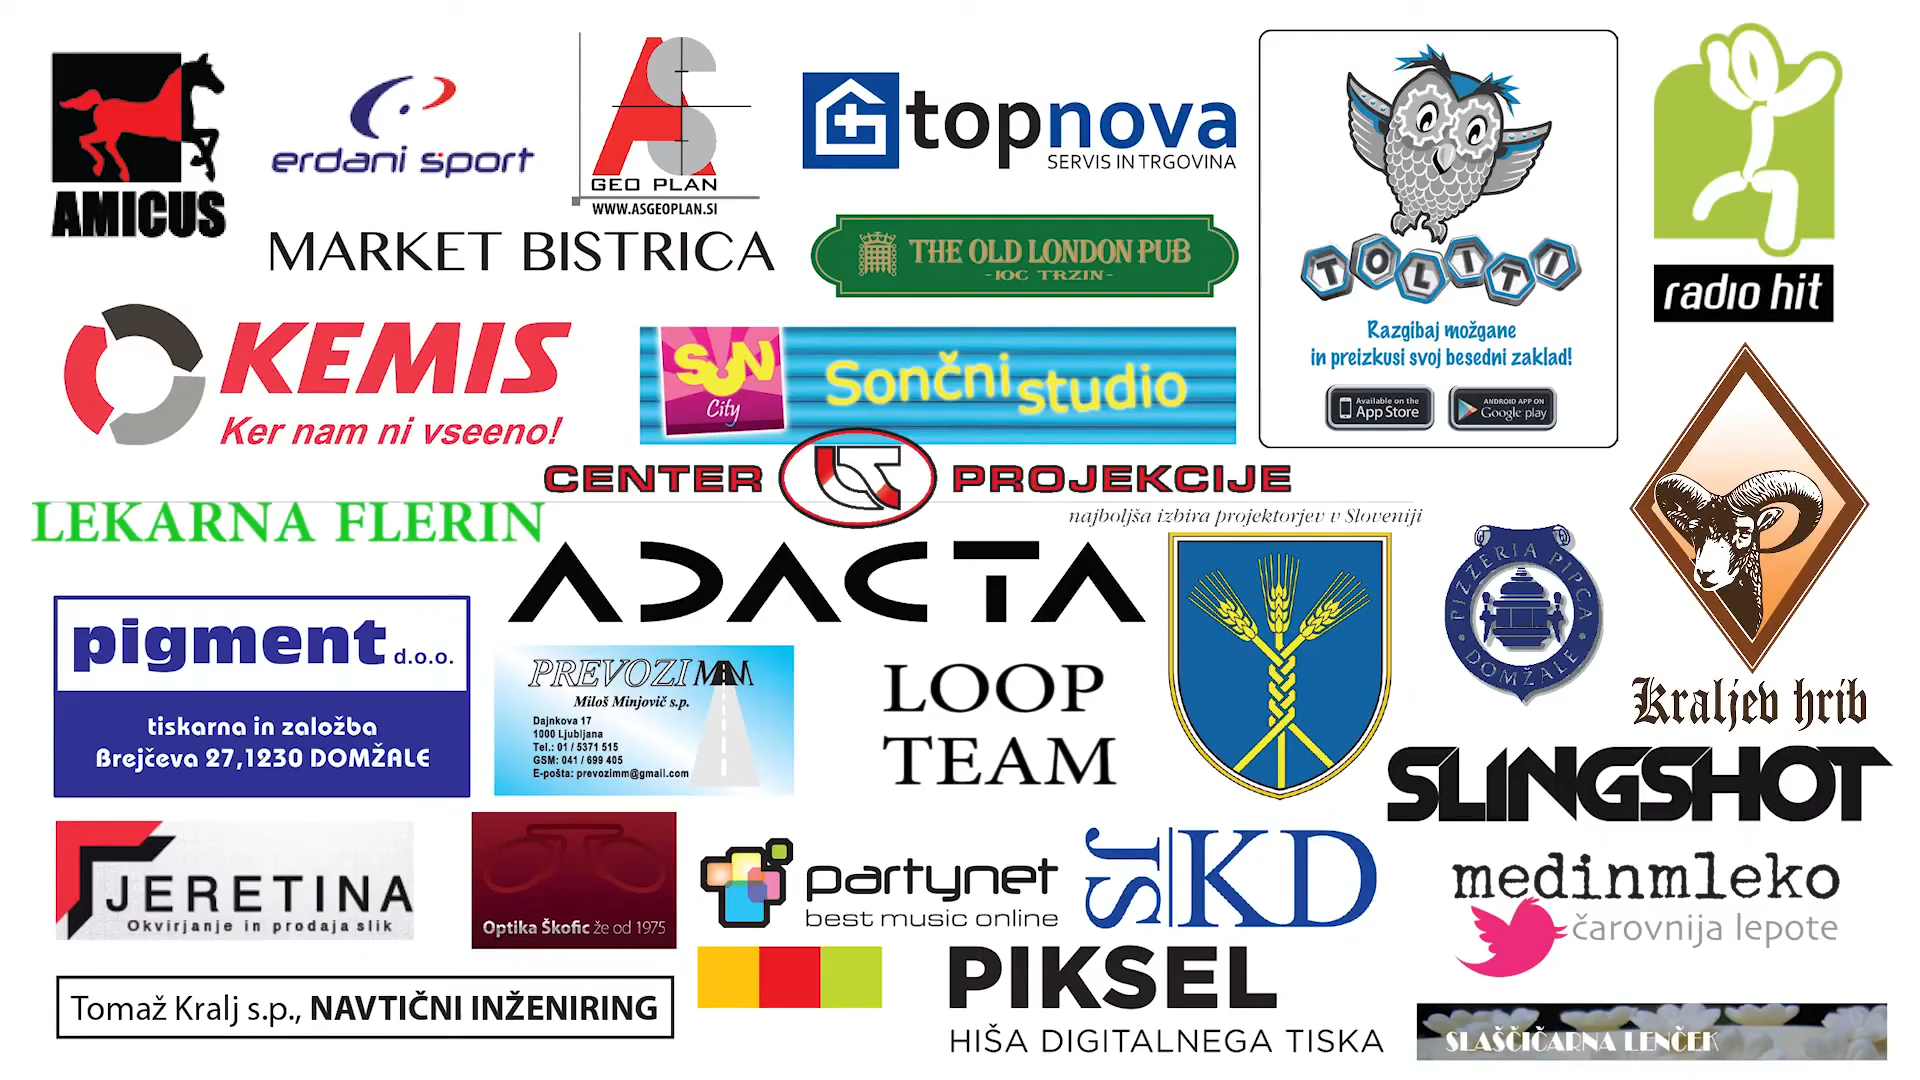 AMICUS
erdani sport
GEO PLAN
WWW.ASGEOPLAN.SI
topnova
SERVIS IN TRGOVINA
TOLITI
Razgibaj možgane
in preizkusi svoj besedni zaklad!
Available on the
App Store
ANDROID APP ON
Google play
radio hit
MARKET BISTRICA
THE OLD LONDON PUB
-IOC TRZIN-
KEMIS
Ker nam ni vseeno!
SUN
City
Sončni studio
CENTER PROJEKCIJE
najboljša izbira projektorjev v Sloveniji
LEKARNA FLERIN
ADACTA
PIZZERIA PIPCA
DOMŽALE
Kraljev hrib
pigment d.o.o.
tiskarna in založba
Brejčeva 27,1230 DOMŽALE
PREVOZI MM
Miloš Minjovič s.p.
Dajnkova 17
1000 Ljubljana
Tel.: 01 / 5371 515
GSM: 041 / 699 405
E-pošta: prevozimm@gmail.com
LOOP
TEAM
SLINGSHOT
JERETINA
Okvirjanje in prodaja slik
Optika Škofic že od 1975
partynet
best music online
SI KD
medinmleko
čarovnija lepote
Tomaž Kralj s.p., NAVTIČNI INŽENIRING
PIKSEL
HIŠA DIGITALNEGA TISKA
SLAŠČIČARNA LENČEK